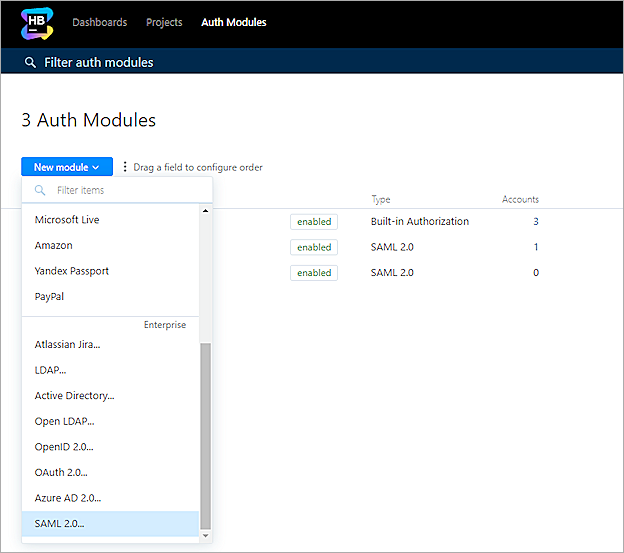 HB
Dashboards Projects Auth Modules
Filter auth modules
3 Auth Modules
New module Drag a field to configure order
Filter items
Type Accounts
Microsoft Live enabled Built-in Authorization 3
Amazon enabled SAML 2.0 1
Yandex Passport enabled SAML 2.0 0
PayPal
Enterprise
Atlassian Jira...
LDAP...
Active Directory...
Open LDAP...
OpenID 2.0...
OAuth 2.0...
Azure AD 2.0...
SAML 2.0...